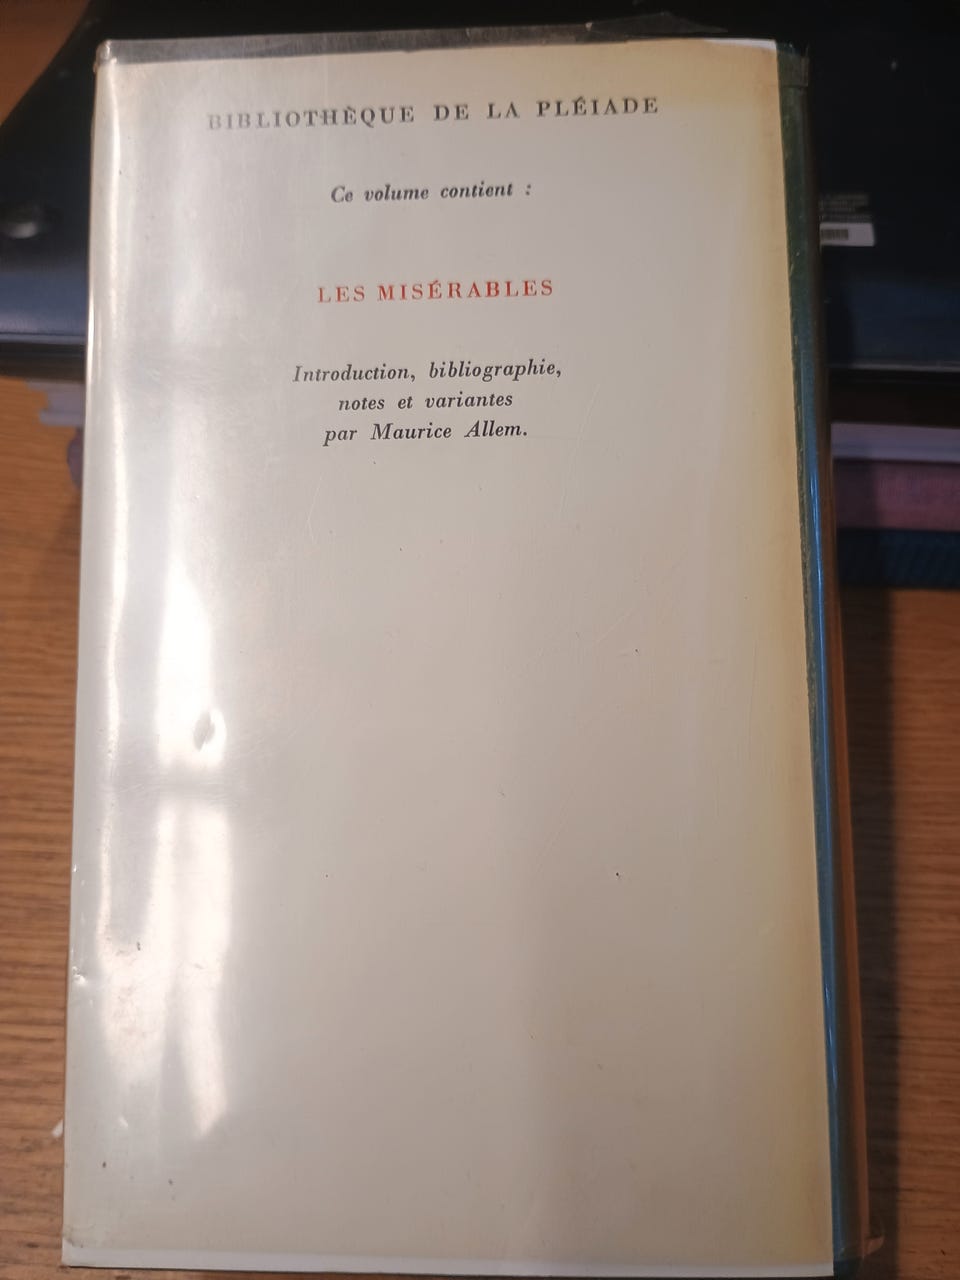 BIBLIOTHÈQUE DE LA PLÉIADE
Ce volume contient :
LES MISÉRABLES
Introduction, bibliographie,
notes et variantes
par Maurice Allem.